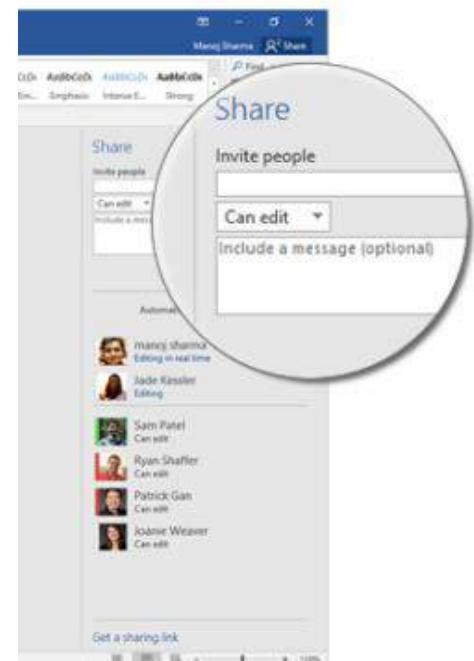 Manoj Sharma Share
AaBbCcDc AaBbCcDc AaBbCcDc
Emphasis Intense E... Strong
Share
Invite people
Can edit
Automati
manoj sharma
Editing in real time
Jade Kessler
Editing
Sam Patel
Can edit
Ryan Shaffer
Can edit
Patrick Gan
Can edit
Joanie Weaver
Can edit
Get a sharing link
Share
Invite people
Can edit
Include a message (optional)